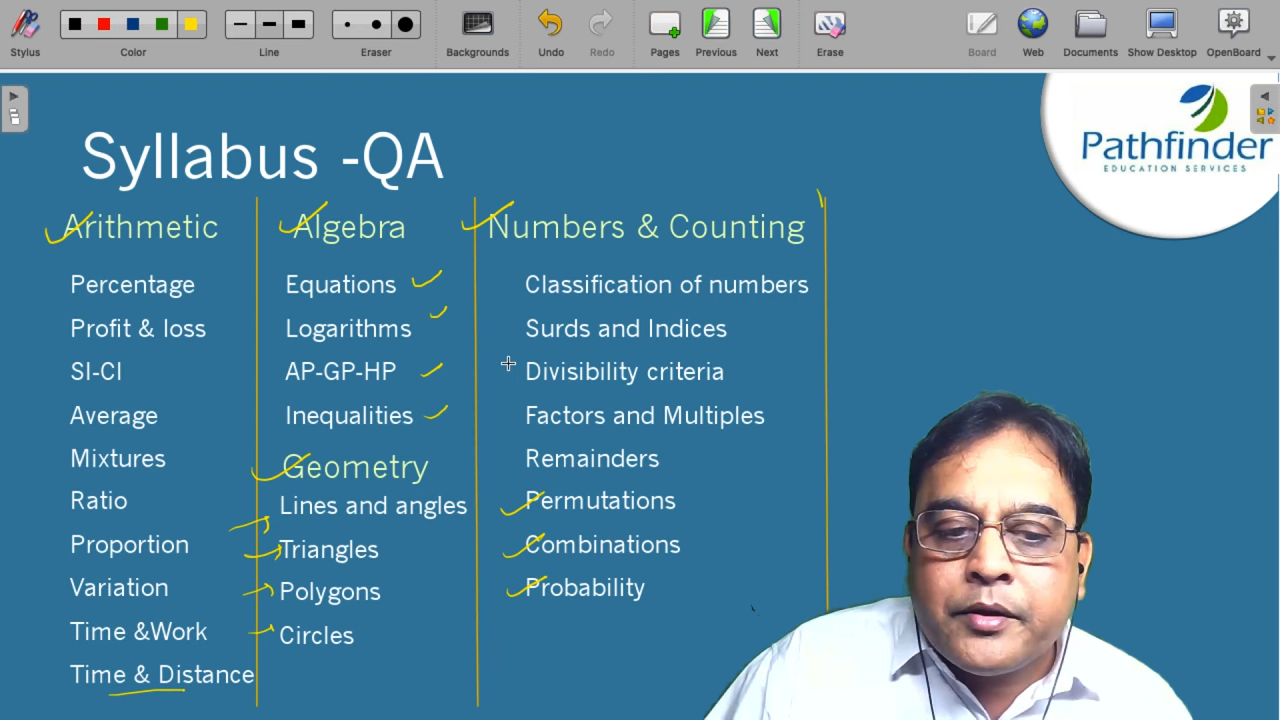 Stylus
Color
Line
Eraser
Backgrounds
Undo
Redo
Pages
Previous
Next
Erase
Board
Web
Documents
Show Desktop
OpenBoard
Pathfinder
EDUCATION SERVICES
Syllabus -QA
Arithmetic
Percentage
Profit & loss
SI-CI
Average
Mixtures
Ratio
Proportion
Variation
Time &Work
Time & Distance
Algebra
Equations
Logarithms
AP-GP-HP
Inequalities
Geometry
Lines and angles
Triangles
Polygons
Circles
Numbers & Counting
Classification of numbers
Surds and Indices
Divisibility criteria
Factors and Multiples
Remainders
Permutations
Combinations
Probability